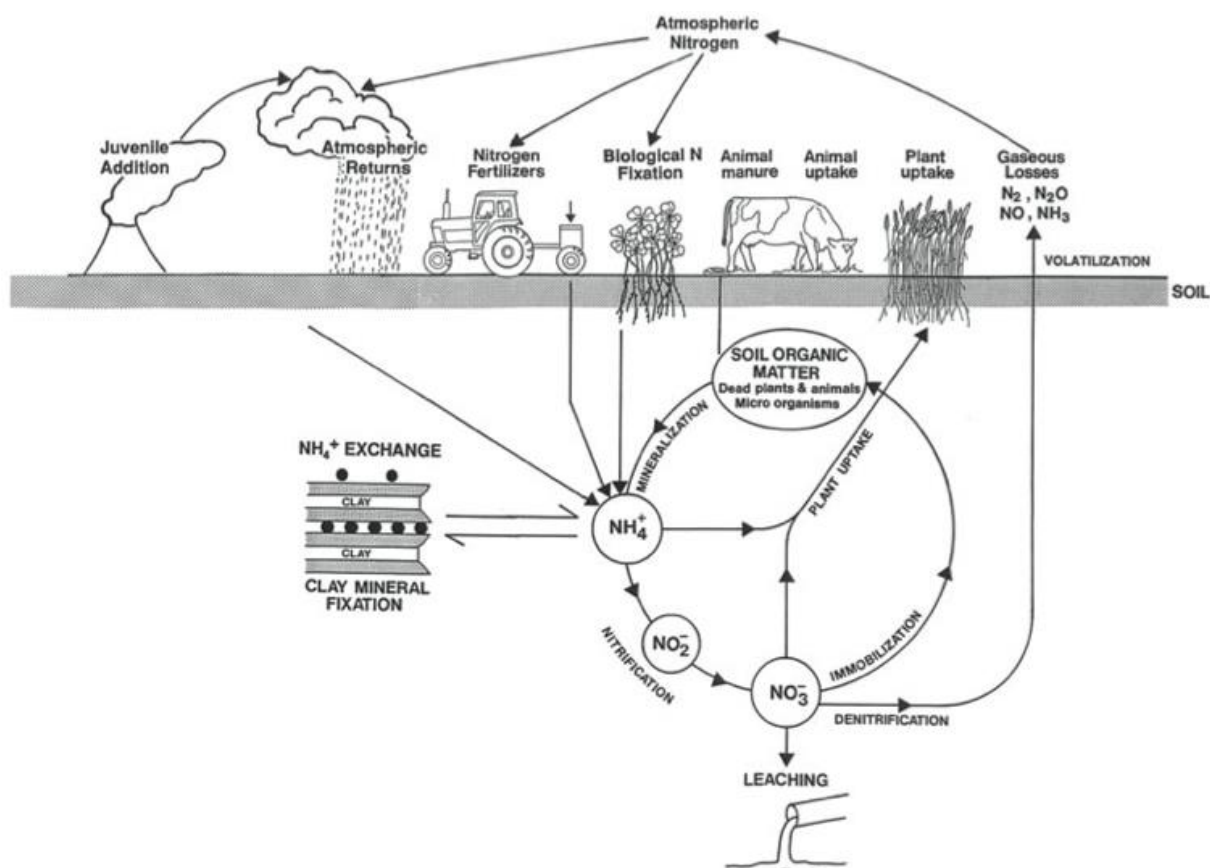 Atmospheric
Nitrogen
Juvenile
Addition
Atmospheric
Returns
Nitrogen
Fertilizers
Biological N
Fixation
Animal
manure
Animal
uptake
Plant
uptake
Gaseous
Losses
N₂ , N₂O
NO , NH₃
VOLATILIZATION
SOIL
SOIL ORGANIC
MATTER
Dead plants & animals
Micro organisms
MINERALIZATION
PLANT UPTAKE
NH₄⁺ EXCHANGE
CLAY
CLAY
CLAY MINERAL
FIXATION
NH₄⁺
NITRIFICATION
NO₂⁻
NO₃⁻
IMMOBILIZATION
DENITRIFICATION
LEACHING